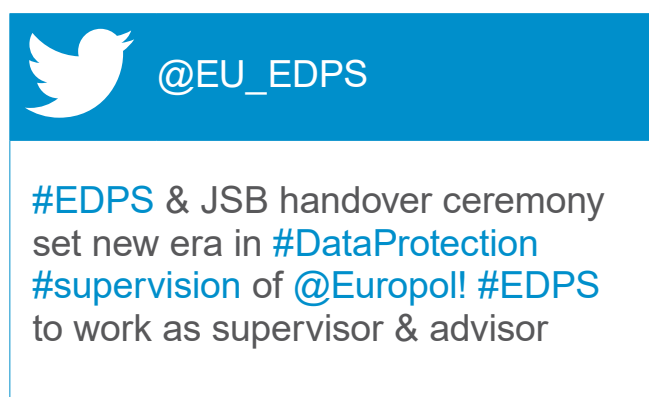 @EU_EDPS
#EDPS & JSB handover ceremony
set new era in #DataProtection
#supervision of @Europol! #EDPS
to work as supervisor & advisor